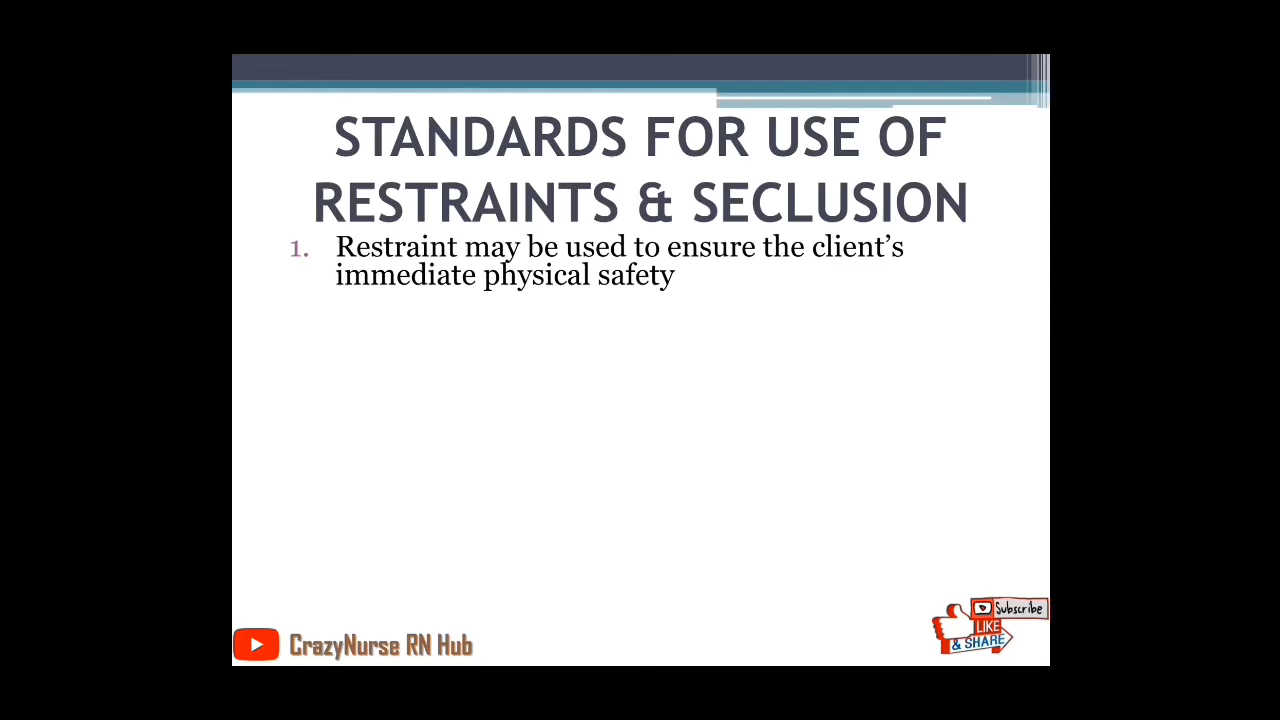 STANDARDS FOR USE OF
RESTRAINTS & SECLUSION
1. Restraint may be used to ensure the client’s
immediate physical safety
Subscribe
LIKE
& SHARE
CrazyNurse RN Hub